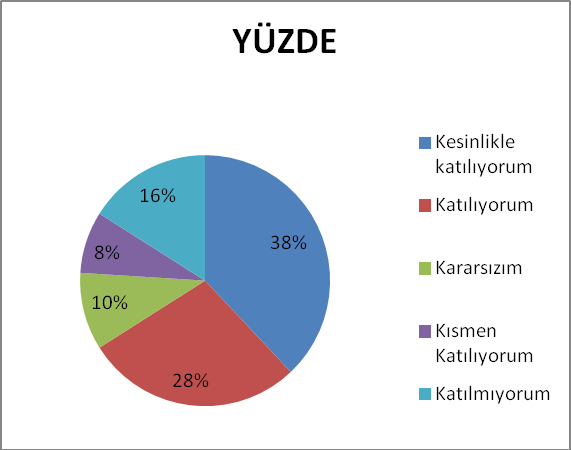 YÜZDE
38%
28%
10%
8%
16%
Kesinlikle
katılıyorum
Katılıyorum
Kararsızım
Kısmen
Katılıyorum
Katılmıyorum